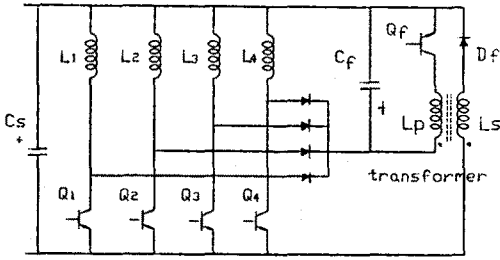 L1
L2
L3
L4
Cf
Qf
Df
Cs
+
+
Lp
Ls
transformer
Q1
Q2
Q3
Q4